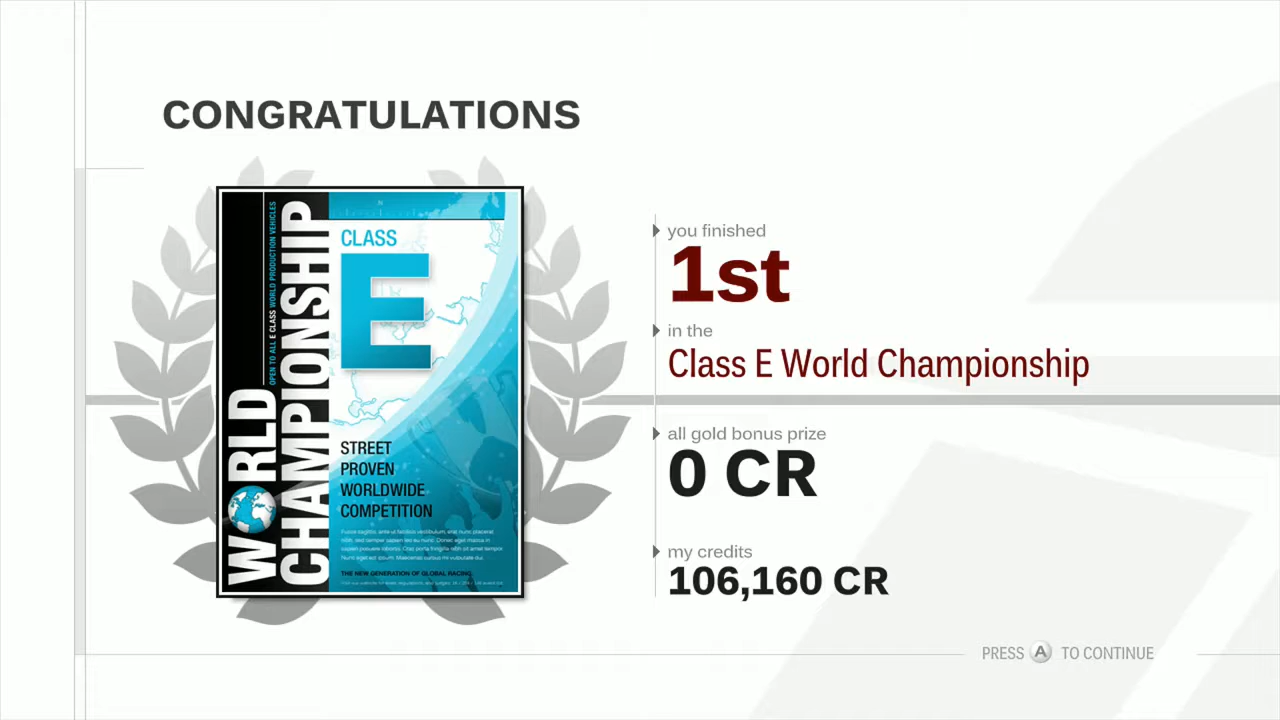 CONGRATULATIONS
WORLD
CHAMPIONSHIP
OPEN TO ALL E CLASS WORLD PRODUCTION VEHICLES
N
CLASS
E
STREET
PROVEN
WORLDWIDE
COMPETITION
THE NEW GENERATION OF GLOBAL RACING
you finished
1st
in the
Class E World Championship
all gold bonus prize
0 CR
my credits
106,160 CR
PRESS A TO CONTINUE